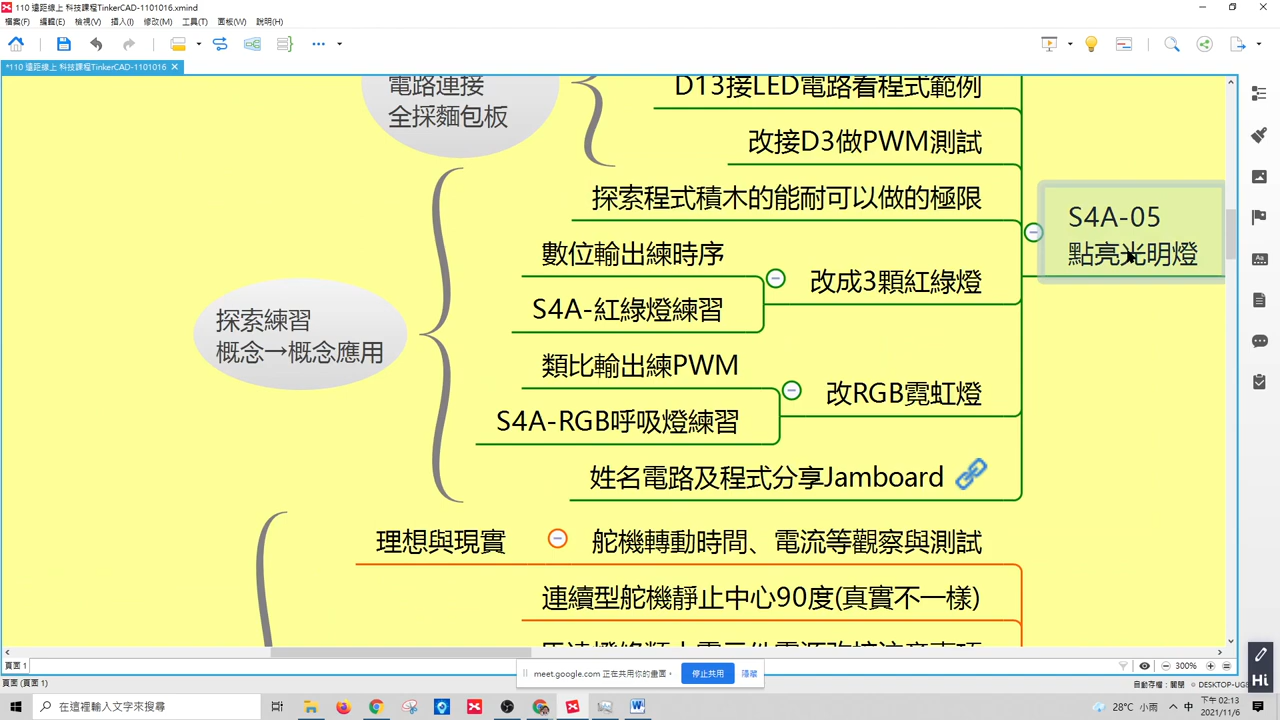 110 遠距線上 科技課程TinkerCAD-1101016.xmind
檔案(F) 編輯(E) 檢視(V) 插入(I) 修改(M) 工具(T) 面板(W) 說明(H)
*110 遠距線上 科技課程TinkerCAD-1101016
電路連接
全採麵包板
D13接LED電路看程式範例
改接D3做PWM測試
探索程式積木的能耐可以做的極限
S4A-05
點亮光明燈
數位輸出練時序
改成3顆紅綠燈
S4A-紅綠燈練習
探索練習
概念→概念應用
類比輸出練PWM
改RGB霓虹燈
S4A-RGB呼吸燈練習
姓名電路及程式分享Jamboard
理想與現實
舵機轉動時間、電流等觀察與測試
連續型舵機靜止中心90度(真實不一樣)
頁面 1
300%
meet.google.com 正在共用你的畫面。
停止共用
隱藏
頁面 (頁面 1)
自動存檔：關閉
DESKTOP-UGE
Hi
在這裡輸入文字來搜尋
28°C 小雨
中
下午 02:13
2021/11/6